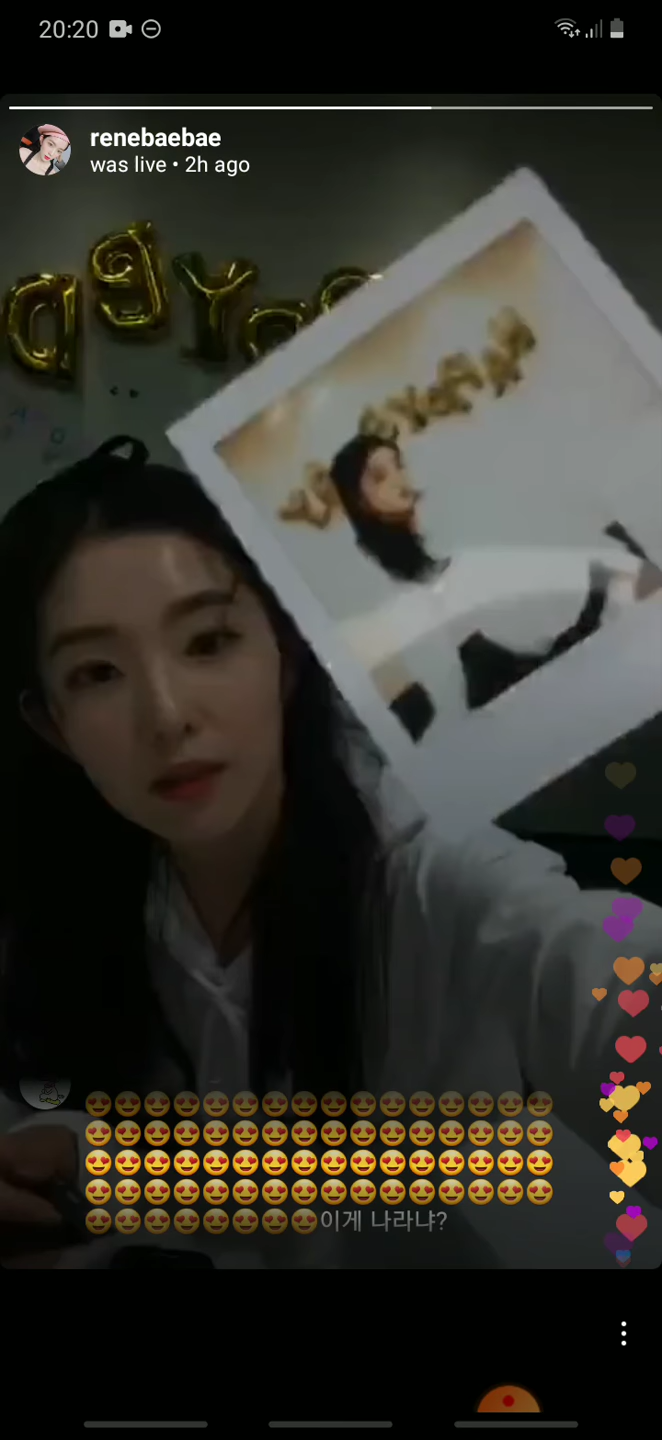 20:20
renebaebae
was live • 2h ago
😍😍😍😍😍😍😍😍😍😍😍😍😍😍😍😍
😍😍😍😍😍😍😍😍😍😍😍😍😍😍😍😍
😍😍😍😍😍😍😍😍😍😍😍😍😍😍😍😍
😍😍😍😍😍😍😍😍😍😍😍😍😍😍😍😍
😍😍😍😍😍😍😍😍이게 나라냐?